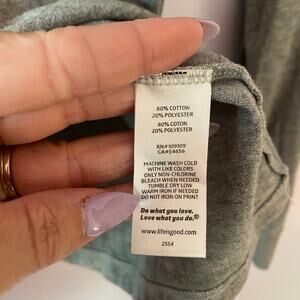 80% COTTON
20% POLYESTER
80% COTON
20% POLYESTER
RN#109109
CA#54656
MACHINE WASH COLD
WITH LIKE COLORS
ONLY NON-CHLORINE
BLEACH WHEN NEEDED
TUMBLE DRY LOW
WARM IRON IF NEEDED
DO NOT IRON ON PRINT
Do what you love.
Love what you do.®
www.lifeisgood.com
2554